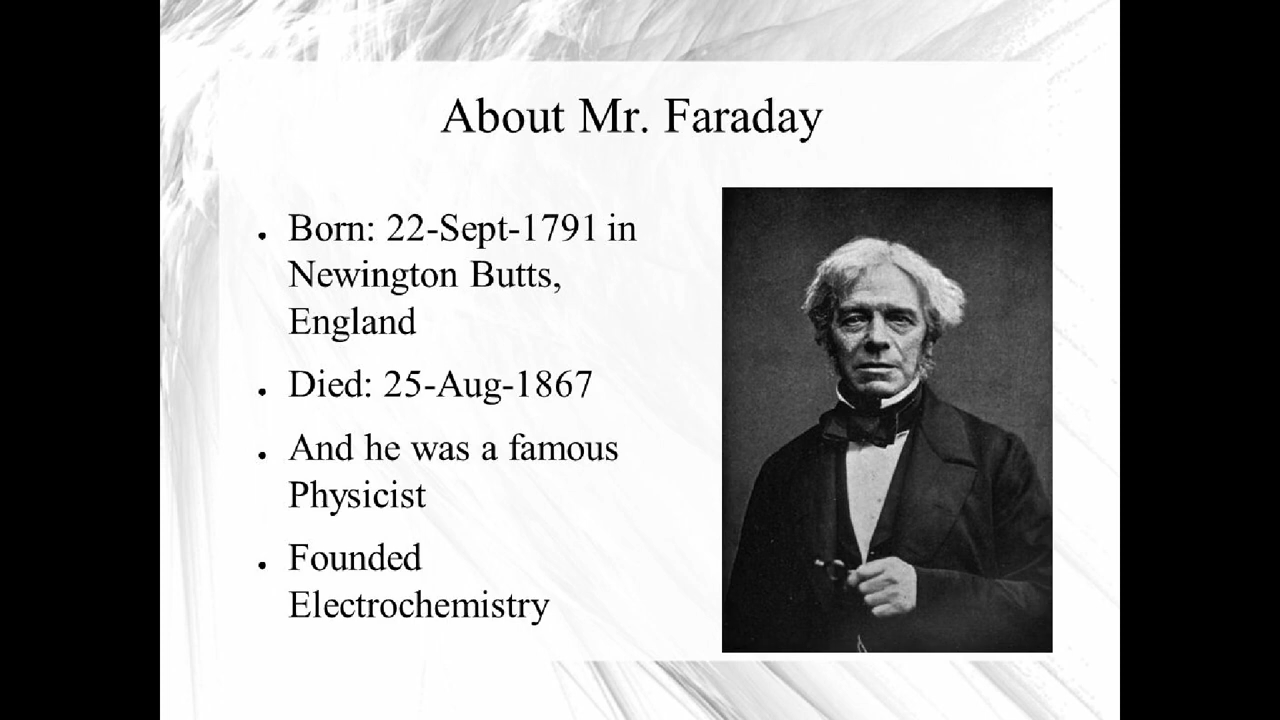 About Mr. Faraday
• Born: 22-Sept-1791 in
Newington Butts,
England
• Died: 25-Aug-1867
• And he was a famous
Physicist
• Founded
Electrochemistry